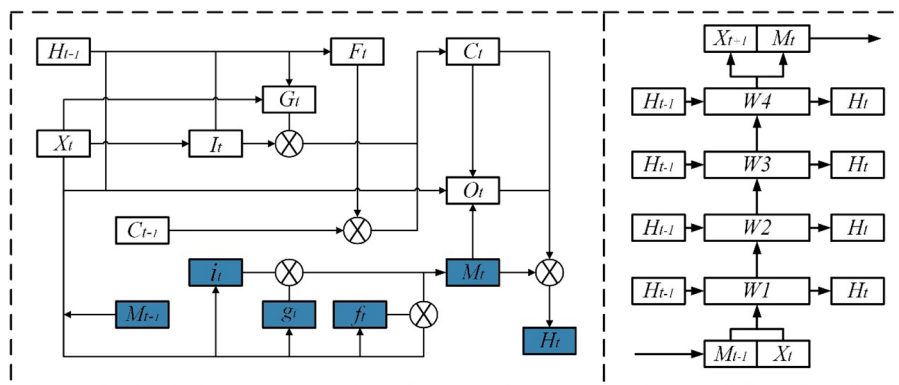 Ht-1 Ft Ct
Gt
Xt It
Ot
Ct-1
it Mt
Mt-1 gt ft
Ht
Xt+1 Mt
Ht-1 W4 Ht
Ht-1 W3 Ht
Ht-1 W2 Ht
Ht-1 W1 Ht
Mt-1 Xt